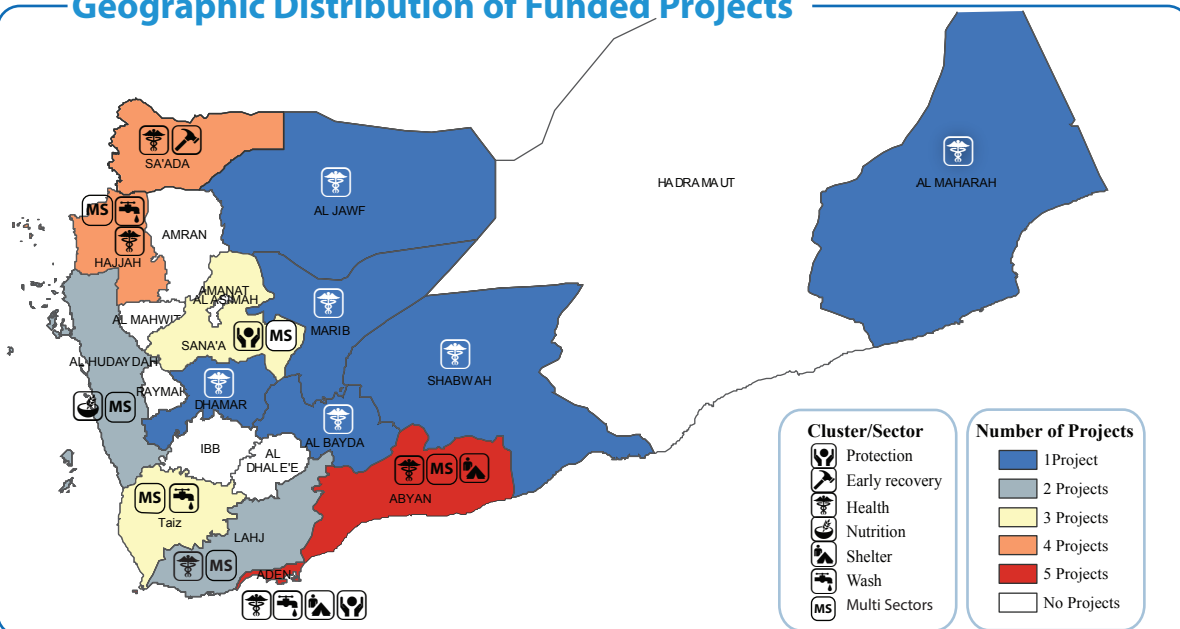 Geographic Distribution of Funded Projects
SA'ADA
AL JAWF
HADRAMAUT
AL MAHARAH
MS
AMRAN
HAJJAH
AMANAT
AL ASIMAH
AL MAHWIT
SANA'A
MS
MARIB
AL HUDAYDAH
RAYMAH
DHAMAR
SHABWAH
MS
AL BAYDA
IBB
AL
DHALE'E
MS
ABYAN
MS
Taiz
LAHJ
MS
ADEN
Cluster/Sector
Protection
Early recovery
Health
Nutrition
Shelter
Wash
MS Multi Sectors
Number of Projects
1Project
2 Projects
3 Projects
4 Projects
5 Projects
No Projects